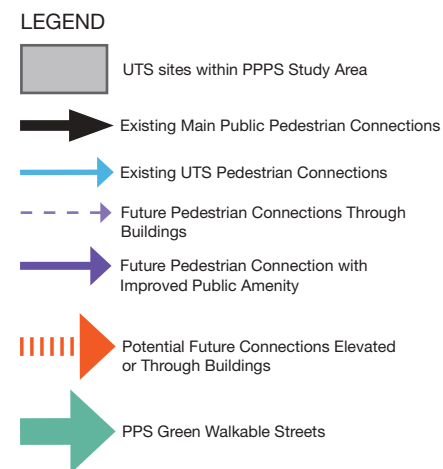 LEGEND
UTS sites within PPPS Study Area
Existing Main Public Pedestrian Connections
Existing UTS Pedestrian Connections
Future Pedestrian Connections Through
Buildings
Future Pedestrian Connection with
Improved Public Amenity
Potential Future Connections Elevated
or Through Buildings
PPS Green Walkable Streets